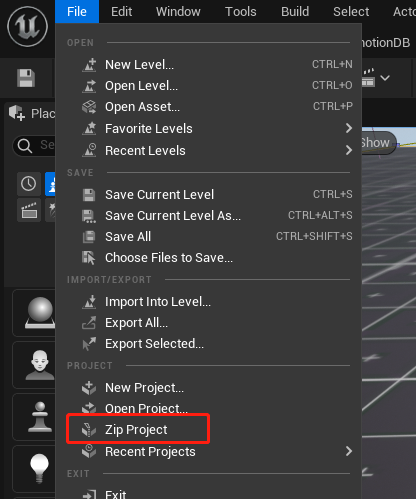 File Edit Window Tools Build Select Acto
OPEN
New Level... CTRL+N
Open Level... CTRL+O
Open Asset... CTRL+P
Favorite Levels
Recent Levels
SAVE
Save Current Level CTRL+S
Save Current Level As... CTRL+ALT+S
Save All CTRL+SHIFT+S
Choose Files to Save...
IMPORT/EXPORT
Import Into Level...
Export All...
Export Selected...
PROJECT
New Project...
Open Project...
Zip Project
Recent Projects
EXIT
Exit
Plac
Se
otionDB
Show